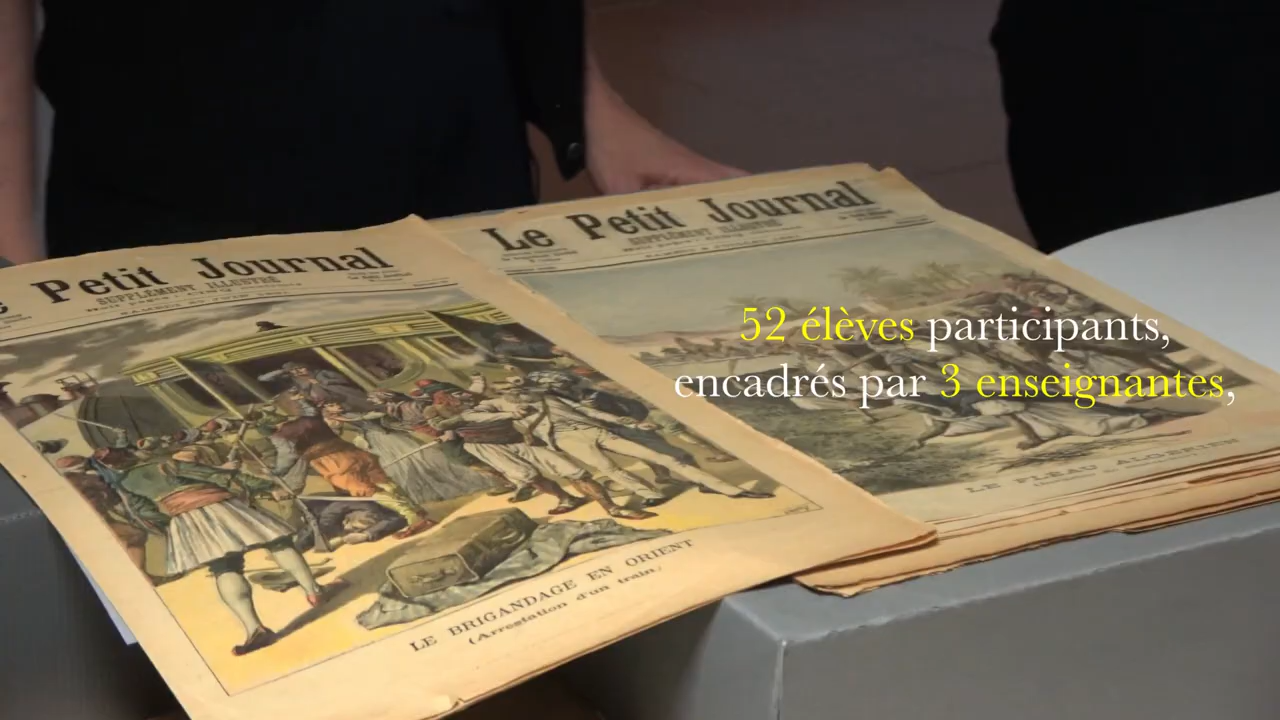 Petit Journal
SUPPLÉMENT ILLUSTRÉ
LE BRIGANDAGE EN ORIENT
(Arrestation d'un train)
Le Petit Journal
SUPPLÉMENT ILLUSTRÉ
LE FLÉAU ALGÉRIEN
52 élèves participants,
encadrés par 3 enseignantes,